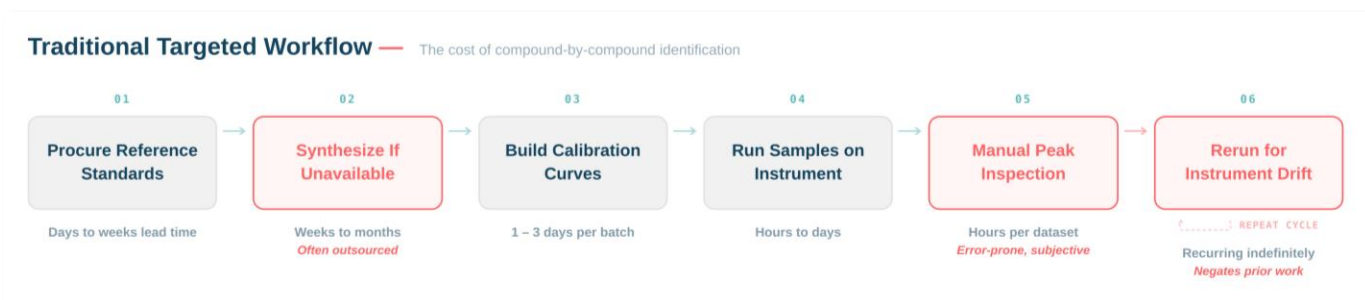 Traditional Targeted Workflow — The cost of compound-by-compound identification
01
Procure Reference
Standards
Days to weeks lead time
02
Synthesize If
Unavailable
Weeks to months
Often outsourced
03
Build Calibration
Curves
1 – 3 days per batch
04
Run Samples on
Instrument
Hours to days
05
Manual Peak
Inspection
Hours per dataset
Error-prone, subjective
06
Rerun for
Instrument Drift
REPEAT CYCLE
Recurring indefinitely
Negates prior work